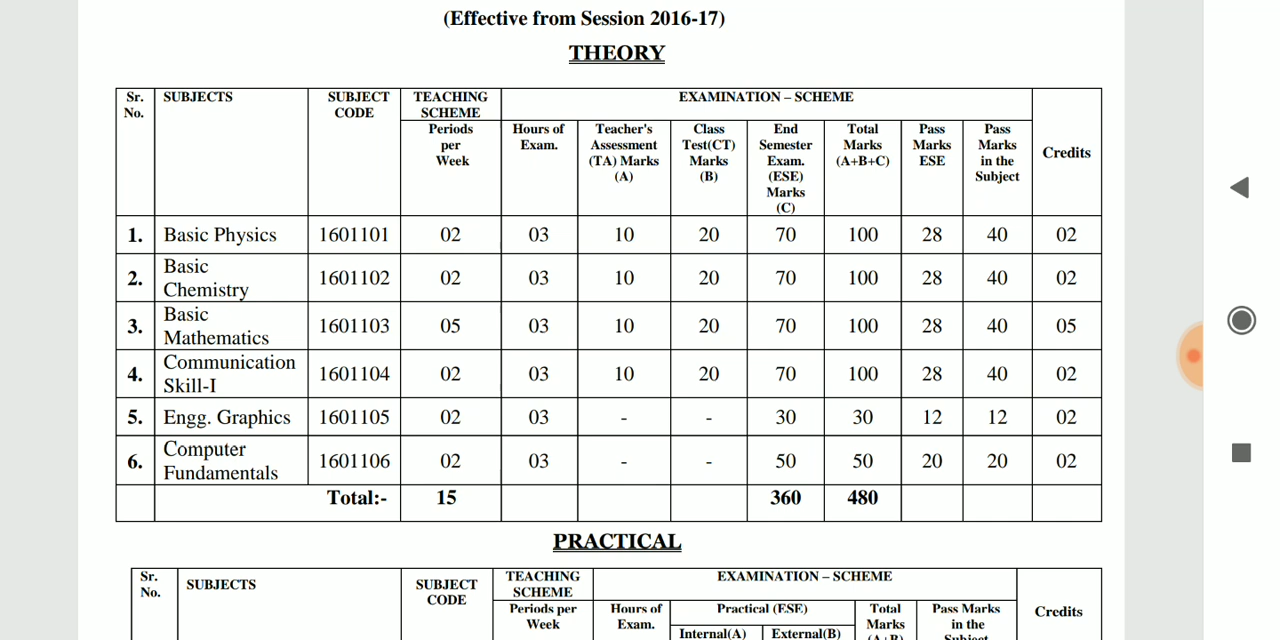 (Effective from Session 2016-17)
THEORY
Sr. No. SUBJECTS SUBJECT CODE TEACHING SCHEME EXAMINATION – SCHEME
Periods per Week Hours of Exam. Teacher's Assessment (TA) Marks (A) Class Test(CT) Marks (B) End Semester Exam. (ESE) Marks (C) Total Marks (A+B+C) Pass Marks ESE Pass Marks in the Subject Credits
1. Basic Physics 1601101 02 03 10 20 70 100 28 40 02
2. Basic Chemistry 1601102 02 03 10 20 70 100 28 40 02
3. Basic Mathematics 1601103 05 03 10 20 70 100 28 40 05
4. Communication Skill-I 1601104 02 03 10 20 70 100 28 40 02
5. Engg. Graphics 1601105 02 03 - - 30 30 12 12 02
6. Computer Fundamentals 1601106 02 03 - - 50 50 20 20 02
Total:- 15 360 480
PRACTICAL
Sr. No. SUBJECTS SUBJECT CODE TEACHING SCHEME EXAMINATION – SCHEME
Periods per Week Hours of Exam. Practical (ESE) Total Marks (A+B) Pass Marks in the Subject Credits
Internal(A) External(B)